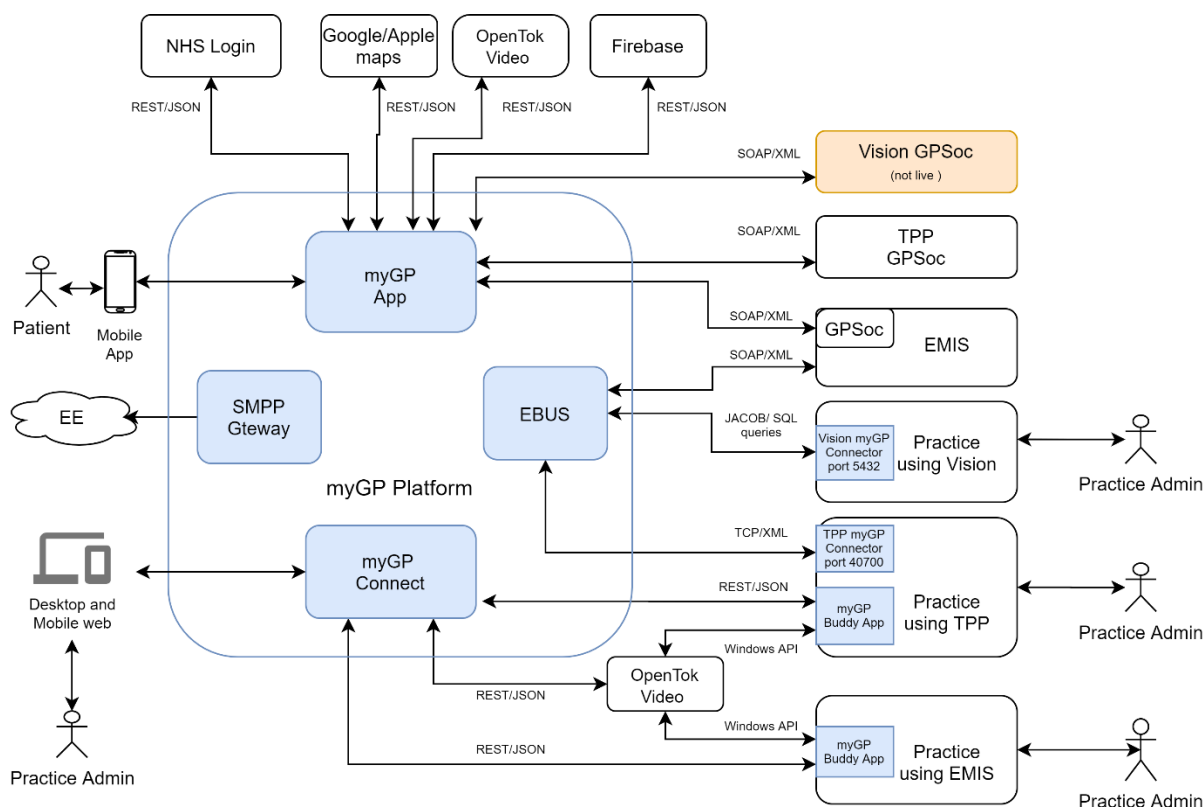 NHS Login
Google/Apple
maps
OpenTok
Video
Firebase
REST/JSON
REST/JSON
REST/JSON
REST/JSON
SOAP/XML
Vision GPSoc
(not live )
SOAP/XML
TPP
GPSoc
myGP
App
Patient
Mobile
App
SOAP/XML
GPSoc
EMIS
SOAP/XML
EE
SMPP
Gteway
EBUS
JACOB/ SQL
queries
Vision myGP
Connector
port 5432
Practice
using Vision
Practice Admin
myGP Platform
TCP/XML
TPP myGP
Connector
port 40700
myGP
Connect
REST/JSON
myGP
Buddy App
Practice
using TPP
Practice Admin
Desktop and
Mobile web
Windows API
OpenTok
Video
REST/JSON
Windows API
REST/JSON
myGP
Buddy App
Practice
using EMIS
Practice Admin
Practice Admin